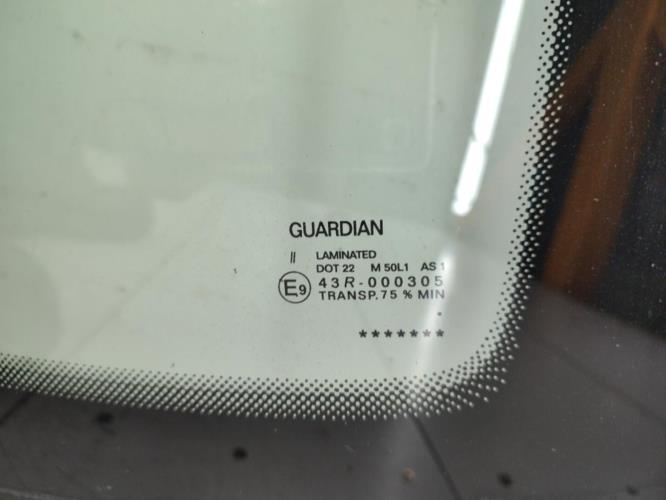 GUARDIAN
II LAMINATED
DOT 22 M 50L1 AS 1
E9 43R-000305
TRANSP. 75 % MIN
*******